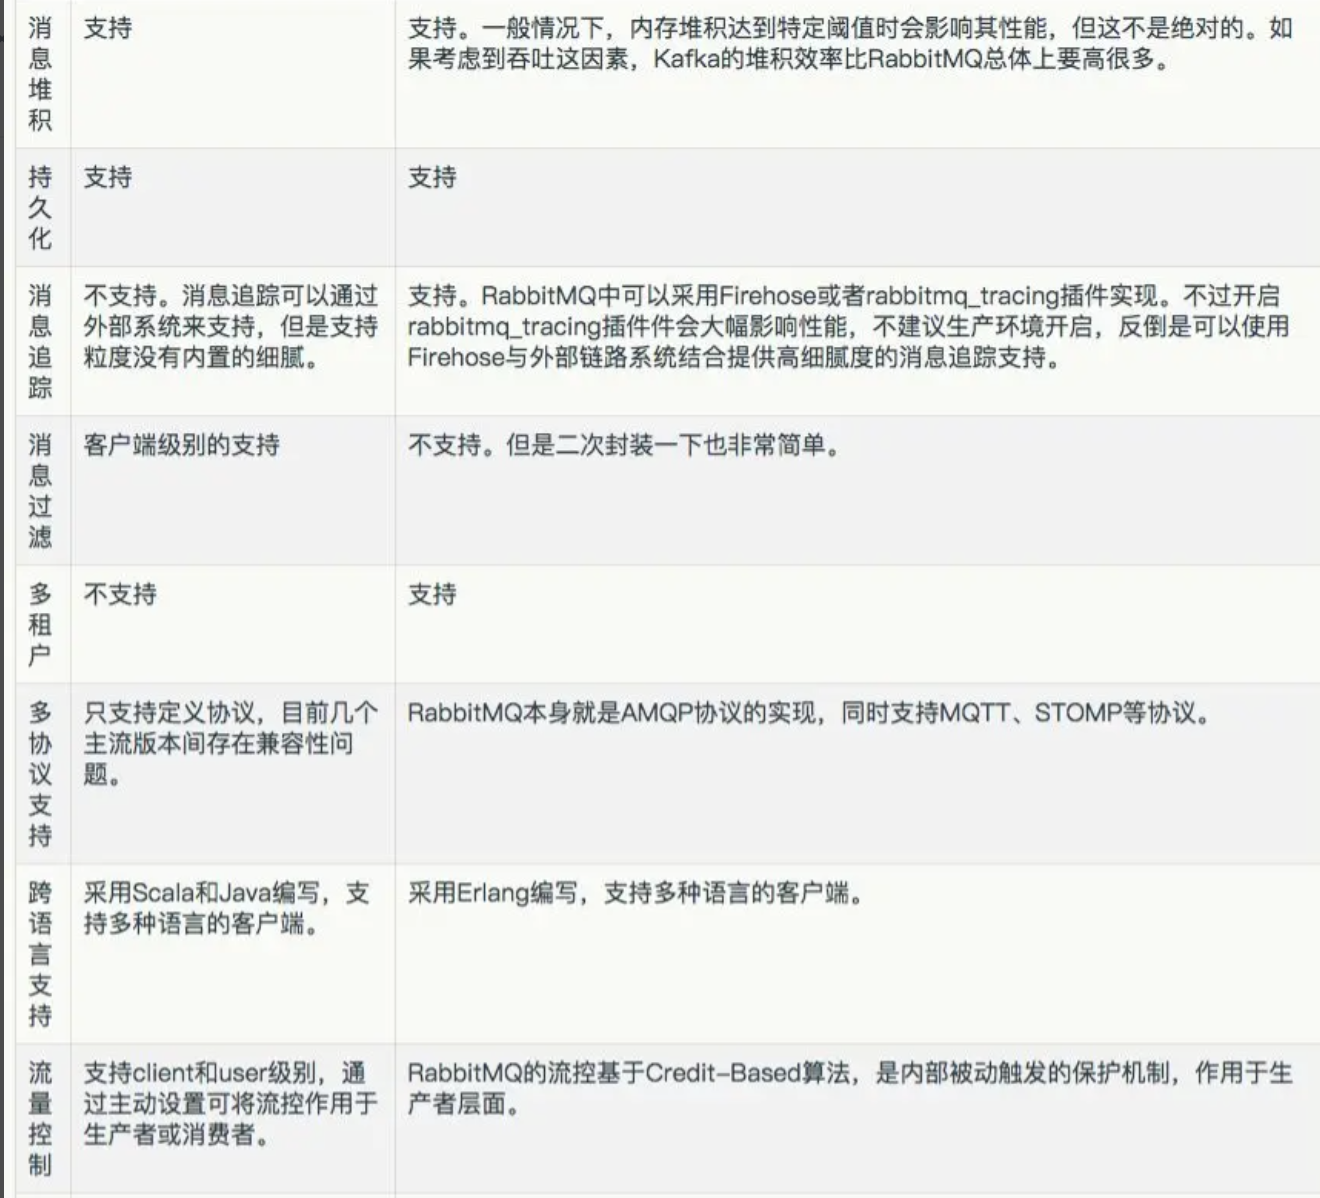 消息堆积
支持
支持。一般情况下，内存堆积达到特定阈值时会影响其性能，但这不是绝对的。如
果考虑到吞吐这因素，Kafka的堆积效率比RabbitMQ总体上要高很多。
持久化
支持
支持
消息追踪
不支持。消息追踪可以通过
外部系统来支持，但是支持
粒度没有内置的细腻。
支持。RabbitMQ中可以采用Firehose或者rabbitmq_tracing插件实现。不过开启
rabbitmq_tracing插件件会大幅影响性能，不建议生产环境开启，反倒是可以使用
Firehose与外部链路系统结合提供高细腻度的消息追踪支持。
消息过滤
客户端级别的支持
不支持。但是二次封装一下也非常简单。
多租户
不支持
支持
多协议支持
只支持定义协议，目前几个
主流版本间存在兼容性问
题。
RabbitMQ本身就是AMQP协议的实现，同时支持MQTT、STOMP等协议。
跨语言支持
采用Scala和Java编写，支
持多种语言的客户端。
采用Erlang编写，支持多种语言的客户端。
流量控制
支持client和user级别，通
过主动设置可将流控作用于
生产者或消费者。
RabbitMQ的流控基于Credit-Based算法，是内部被动触发的保护机制，作用于生
产者层面。